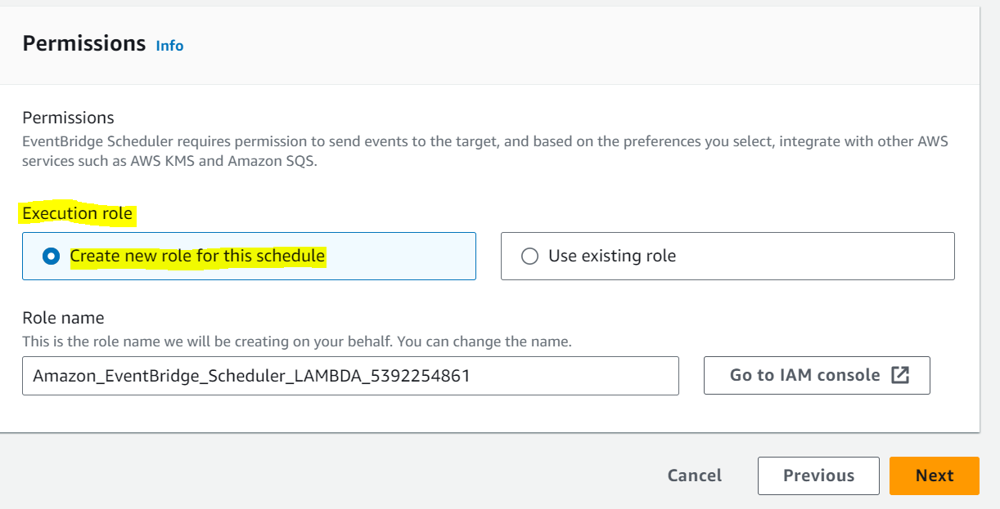 Permissions Info
Permissions
EventBridge Scheduler requires permission to send events to the target, and based on the preferences you select, integrate with other AWS
services such as AWS KMS and Amazon SQS.
Execution role
Create new role for this schedule
Use existing role
Role name
This is the role name we will be creating on your behalf. You can change the name.
Amazon_EventBridge_Scheduler_LAMBDA_5392254861
Go to IAM console
Cancel
Previous
Next